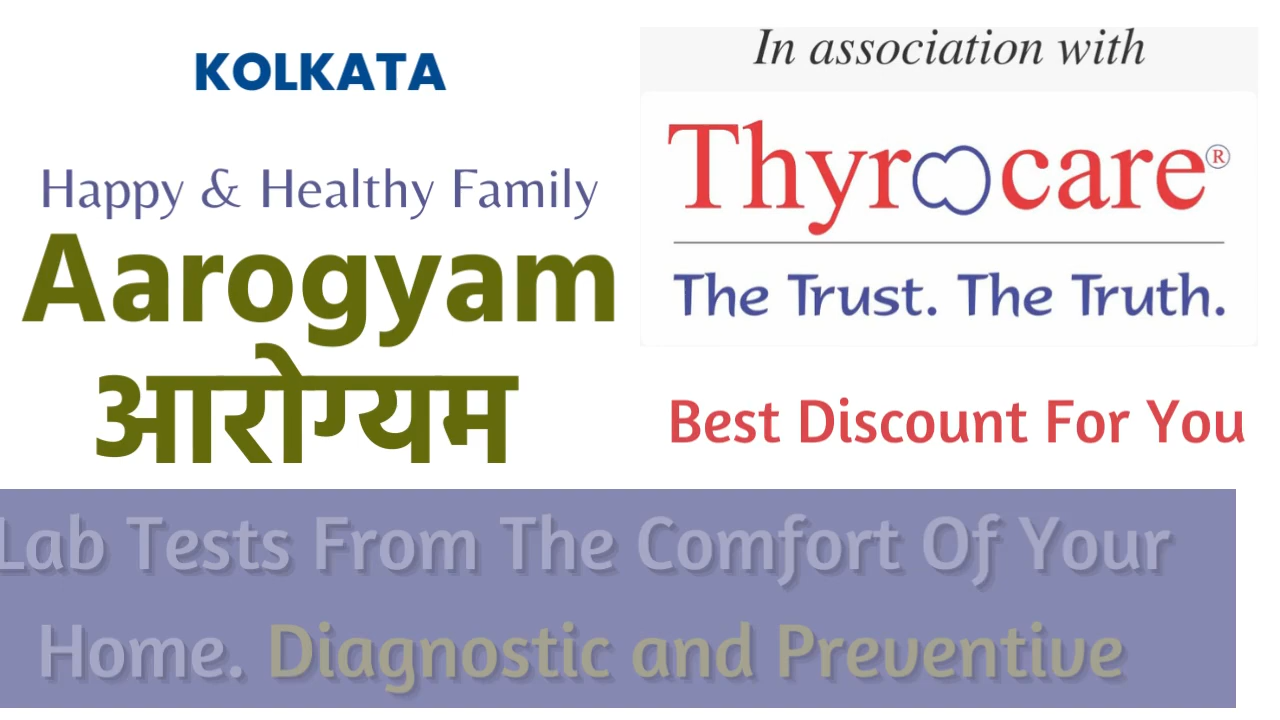 KOLKATA
Happy & Healthy Family
Aarogyam
आरोग्यम
In association with
Thyrocare®
The Trust. The Truth.
Best Discount For You
Lab Tests From The Comfort Of Your
Home. Diagnostic and Preventive